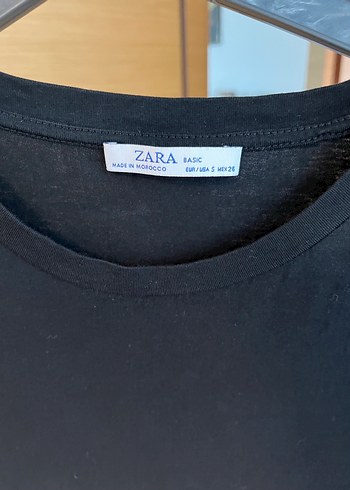 ZARA BASIC
MADE IN MOROCCO EUR/USA S MEX 26